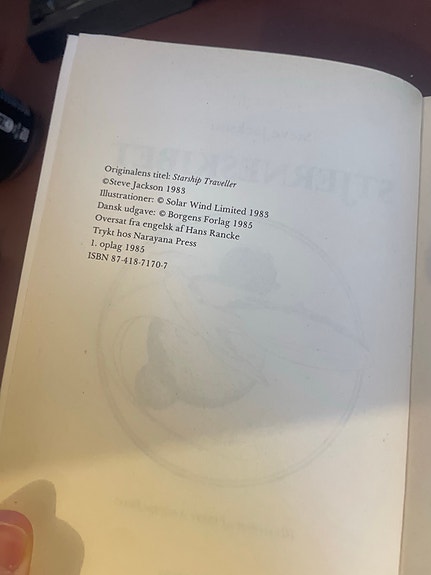 Originalens titel: Starship Traveller
©Steve Jackson 1983
Illustrationer: © Solar Wind Limited 1983
Dansk udgave: © Borgens Forlag 1985
Oversat fra engelsk af Hans Rancke
Trykt hos Narayana Press
1. oplag 1985
ISBN 87-418-7170-7